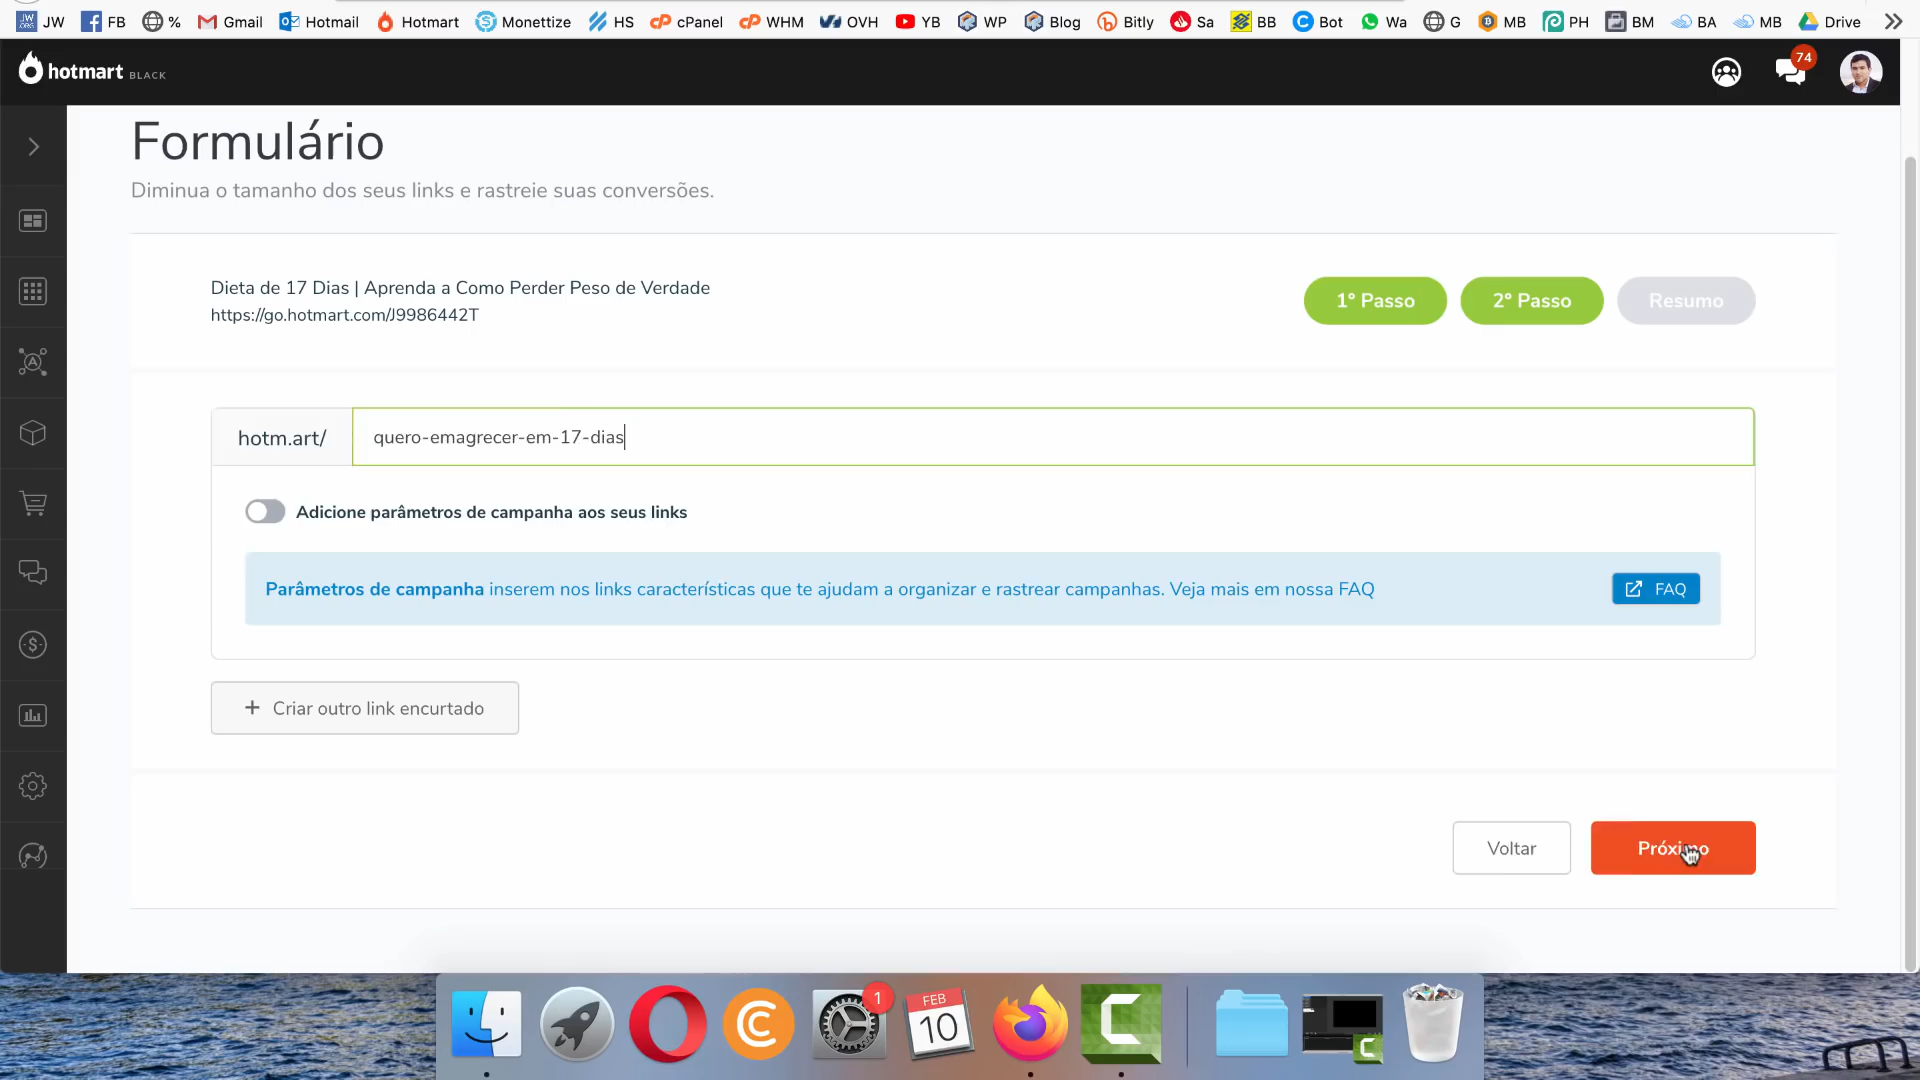 JW FB % Gmail Hotmail Hotmart Monettize HS cPanel WHM OVH YB WP Blog Bitly Sa BB Bot Wa G MB PH BM BA MB Drive
hotmart BLACK
74
Formulário
Diminua o tamanho dos seus links e rastreie suas conversões.
Dieta de 17 Dias | Aprenda a Como Perder Peso de Verdade
https://go.hotmart.com/J9986442T
1° Passo
2° Passo
Resumo
hotm.art/
quero-emagrecer-em-17-dias
Adicione parâmetros de campanha aos seus links
Parâmetros de campanha inserem nos links características que te ajudam a organizar e rastrear campanhas. Veja mais em nossa FAQ
FAQ
+ Criar outro link encurtado
Voltar
Próximo
1
FEB
10